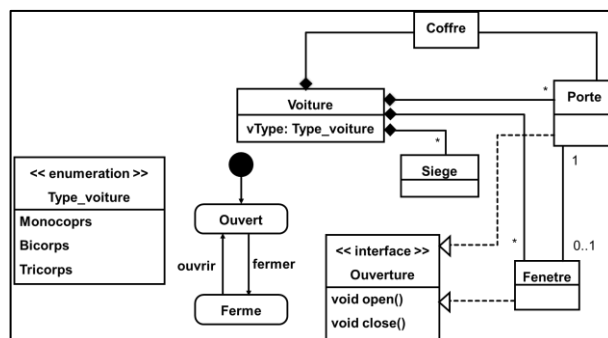 Coffre
Voiture
vType: Type_voiture
*
Porte
*
Siege
1
<< enumeration >>
Type_voiture
Monocoprs
Bicorps
Tricorps
Ouvert
ouvrir
fermer
Ferme
<< interface >>
Ouverture
void open()
void close()
*
0..1
Fenetre